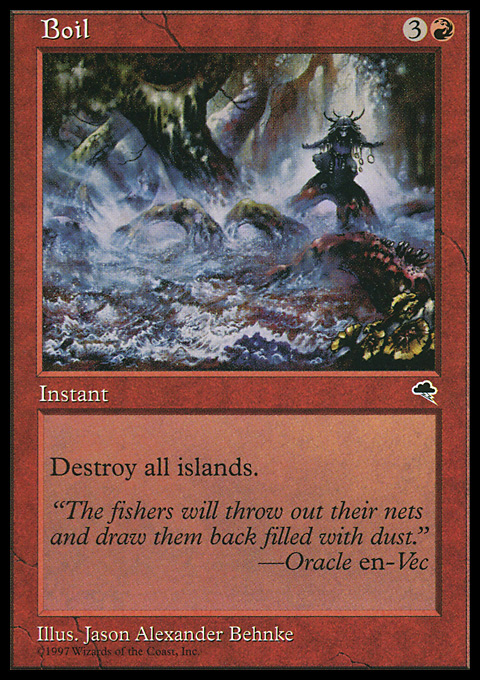 Boil 3
Instant
Destroy all islands.
“The fishers will throw out their nets
and draw them back filled with dust.”
—Oracle en-Vec
Illus. Jason Alexander Behnke
©1997 Wizards of the Coast, Inc.